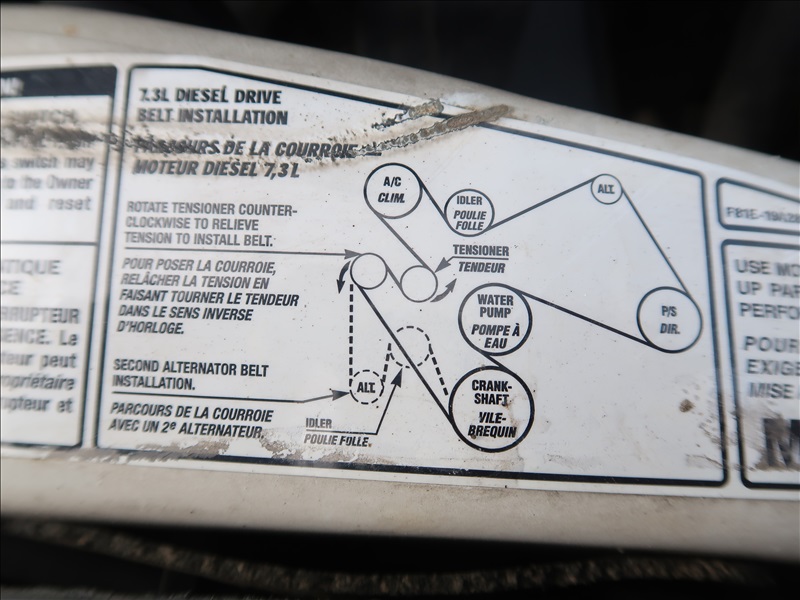 SWITCH
s switch may
to the Owner
and reset
RRUPTEUR
ENCE. Le
teur peut
opriétaire
rupteur et
7.3L DIESEL DRIVE
BELT INSTALLATION
PARCOURS DE LA COURROIE
MOTEUR DIESEL 7,3 L
ROTATE TENSIONER COUNTER-
CLOCKWISE TO RELIEVE
TENSION TO INSTALL BELT.
POUR POSER LA COURROIE,
RELÂCHER LA TENSION EN
FAISANT TOURNER LE TENDEUR
DANS LE SENS INVERSE
D'HORLOGE.
SECOND ALTERNATOR BELT
INSTALLATION.
PARCOURS DE LA COURROIE
AVEC UN 2e ALTERNATEUR.
A/C
CLIM.
IDLER
POULIE
FOLLE
ALT.
TENSIONER
TENDEUR
WATER
PUMP
POMPE À
EAU
P/S
DIR.
ALT.
CRANK-
SHAFT
VILE-
BREQUIN
IDLER
POULIE FOLLE.
USE MO
UP PAR
PERFO
POUR
EXIGE
MISE
M